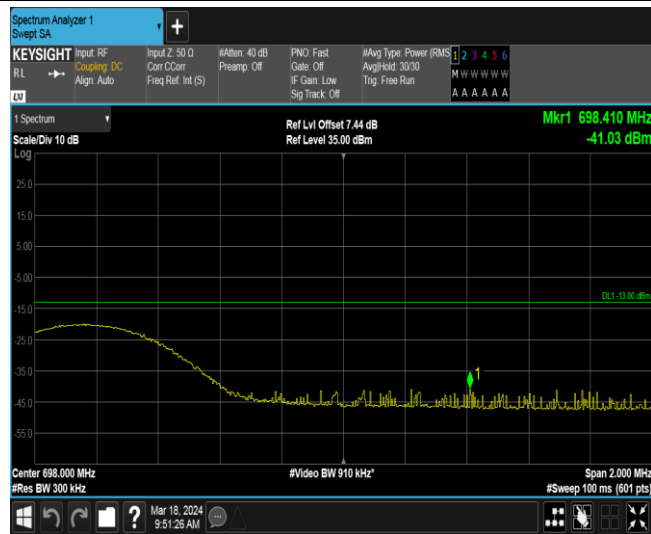 Spectrum Analyzer 1
Swept SA
+
KEYSIGHT
RL
LXI
Input: RF
Coupling: DC
Align: Auto
Input Z: 50 Ω
Corr CCorr
Freq Ref: Int (S)
#Atten: 40 dB
Preamp: Off
PNO: Fast
Gate: Off
IF Gain: Low
Sig Track: Off
#Avg Type: Power (RMS
Avg|Hold: 30/30
Trig: Free Run
1 2 3 4 5 6
M W W W W W
A A A A A A
1 Spectrum
Scale/Div 10 dB
Log
Ref Lvl Offset 7.44 dB
Ref Level 35.00 dBm
Mkr1 698.410 MHz
-41.03 dBm
25.0
15.0
5.00
-5.00
-15.0
-25.0
-35.0
-45.0
-55.0
DL1 -13.00 dBm
1
Center 698.000 MHz
#Res BW 300 kHz
#Video BW 910 kHz*
Span 2.000 MHz
#Sweep 100 ms (601 pts)
?
Mar 18, 2024
9:51:26 AM